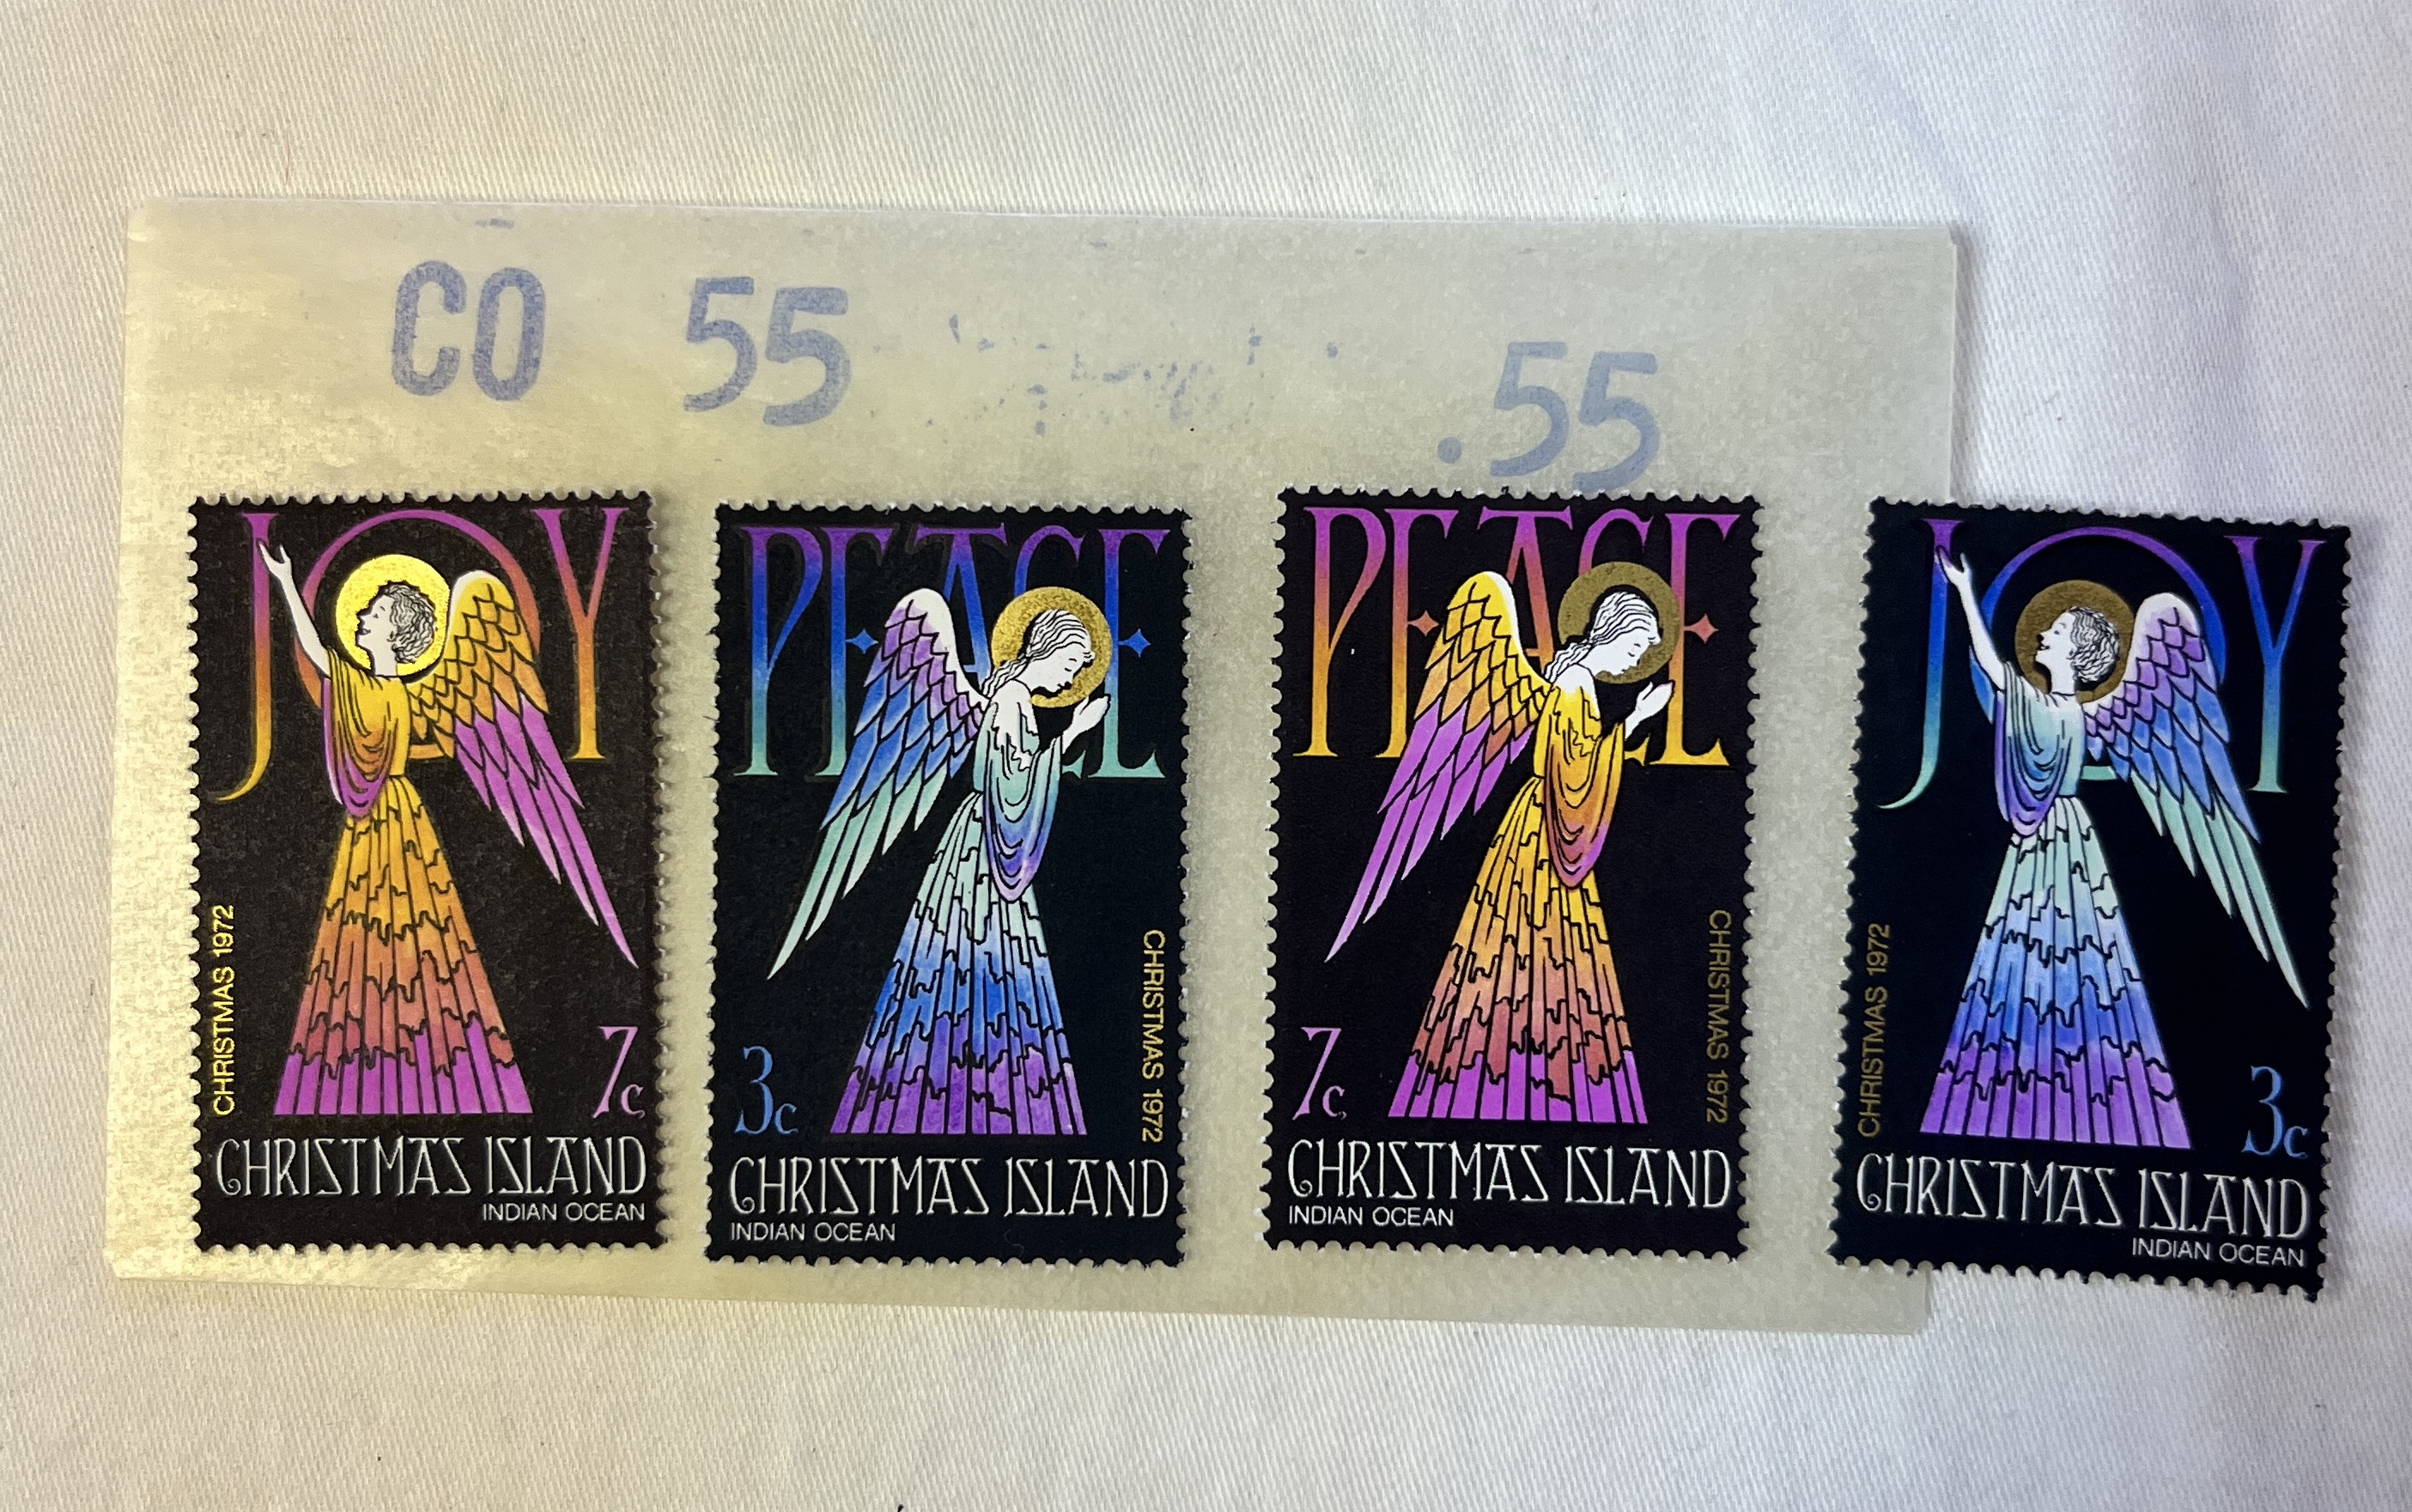 CO 55
.55
JOY
CHRISTMAS 1972
7c
CHRISTMAS ISLAND
INDIAN OCEAN
PEACE
3c
CHRISTMAS 1972
CHRISTMAS ISLAND
INDIAN OCEAN
PEACE
7c
CHRISTMAS 1972
CHRISTMAS ISLAND
INDIAN OCEAN
JOY
CHRISTMAS 1972
3c
CHRISTMAS ISLAND
INDIAN OCEAN